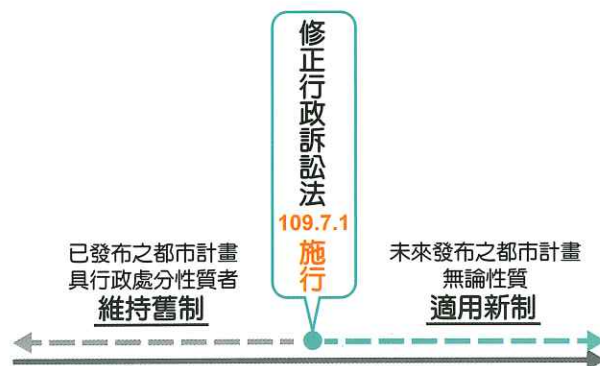 修正行政訴訟法
109.7.1
施行
已發布之都市計畫
具行政處分性質者
維持舊制
未來發布之都市計畫
無論性質
適用新制